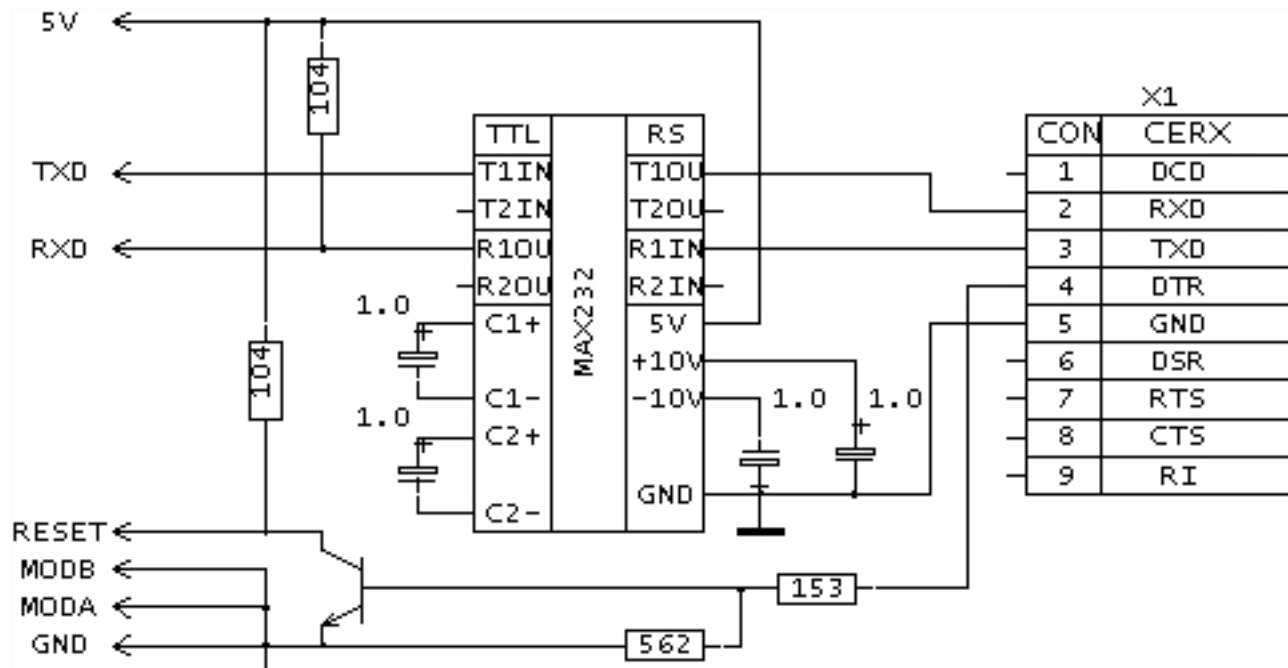 5V
104
X1
TTL
RS
CON
CERX
TXD
T1IN
T1OU
1
DCD
T2IN
T2OU
2
RXD
RXD
R1OU
R1IN
3
TXD
R2OU
R2IN
4
DTR
MAX232
1.0
C1+
5V
5
GND
104
+10V
6
DSR
C1-
-10V
1.0
1.0
7
RTS
1.0
C2+
8
CTS
GND
9
RI
C2-
RESET
MODB
MODA
153
GND
562